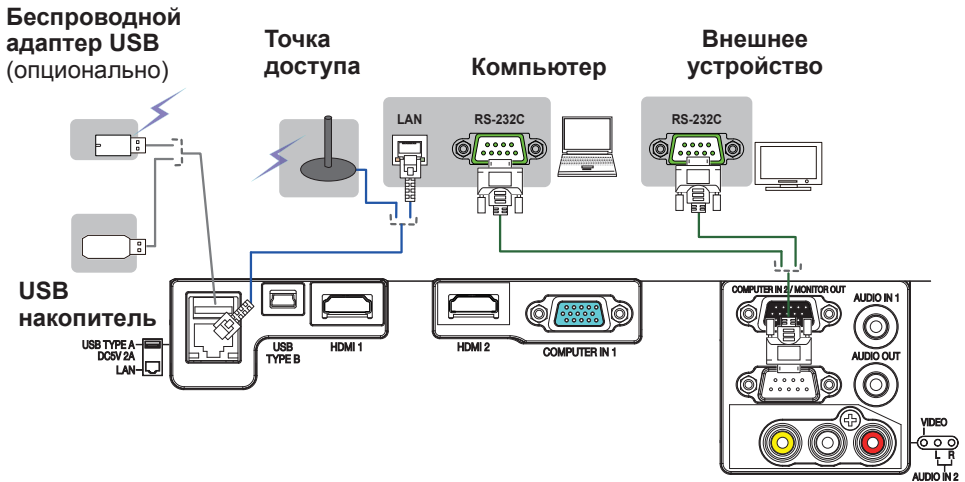 Беспроводной
адаптер USB
(опционально)
Точка
доступа
Компьютер
Внешнее
устройство
LAN
RS-232C
RS-232C
USB
накопитель
USB TYPE A
DC5V 2A
LAN
USB
TYPE B
HDMI 1
HDMI 2
COMPUTER IN 1
COMPUTER IN 2 / MONITOR OUT
AUDIO IN 1
AUDIO OUT
VIDEO
L R
AUDIO IN 2